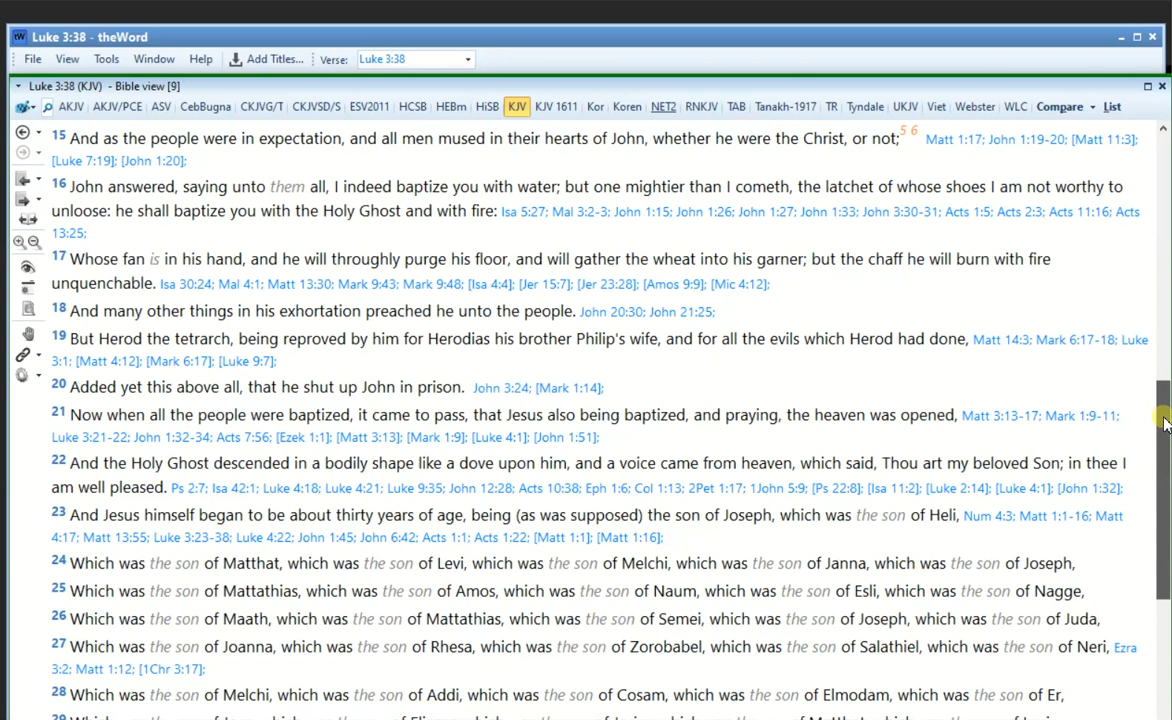 Luke 3:38 - theWord
File View Tools Window Help Add Titles... Verse: Luke 3:38
Luke 3:38 (KJV) - Bible view [9]
AKJV AKJV/PCE ASV CebBugna CKJVG/T CKJVSD/S ESV2011 HCSB HEBm HiSB KJV KJV 1611 Kor Koren NET2 RNKJV TAB Tanakh-1917 TR Tyndale UKJV Viet Webster WLC Compare List
15 And as the people were in expectation, and all men mused in their hearts of John, whether he were the Christ, or not;5 6 Matt 1:17; John 1:19-20; [Matt 11:3];
[Luke 7:19]; [John 1:20];
16 John answered, saying unto them all, I indeed baptize you with water; but one mightier than I cometh, the latchet of whose shoes I am not worthy to
unloose: he shall baptize you with the Holy Ghost and with fire: Isa 5:27; Mal 3:2-3; John 1:15; John 1:26; John 1:27; John 1:33; John 3:30-31; Acts 1:5; Acts 2:3; Acts 11:16; Acts
13:25;
17 Whose fan is in his hand, and he will throughly purge his floor, and will gather the wheat into his garner; but the chaff he will burn with fire
unquenchable. Isa 30:24; Mal 4:1; Matt 13:30; Mark 9:43; Mark 9:48; [Isa 4:4]; [Jer 15:7]; [Jer 23:28]; [Amos 9:9]; [Mic 4:12];
18 And many other things in his exhortation preached he unto the people. John 20:30; John 21:25;
19 But Herod the tetrarch, being reproved by him for Herodias his brother Philip's wife, and for all the evils which Herod had done, Matt 14:3; Mark 6:17-18; Luke
3:1; [Matt 4:12]; [Mark 6:17]; [Luke 9:7];
20 Added yet this above all, that he shut up John in prison. John 3:24; [Mark 1:14];
21 Now when all the people were baptized, it came to pass, that Jesus also being baptized, and praying, the heaven was opened, Matt 3:13-17; Mark 1:9-11;
Luke 3:21-22; John 1:32-34; Acts 7:56; [Ezek 1:1]; [Matt 3:13]; [Mark 1:9]; [Luke 4:1]; [John 1:51];
22 And the Holy Ghost descended in a bodily shape like a dove upon him, and a voice came from heaven, which said, Thou art my beloved Son; in thee I
am well pleased. Ps 2:7; Isa 42:1; Luke 4:18; Luke 4:21; Luke 9:35; John 12:28; Acts 10:38; Eph 1:6; Col 1:13; 2Pet 1:17; 1John 5:9; [Ps 22:8]; [Isa 11:2]; [Luke 2:14]; [Luke 4:1]; [John 1:32];
23 And Jesus himself began to be about thirty years of age, being (as was supposed) the son of Joseph, which was the son of Heli, Num 4:3; Matt 1:1-16; Matt
4:17; Matt 13:55; Luke 3:23-38; Luke 4:22; John 1:45; John 6:42; Acts 1:1; Acts 1:22; [Matt 1:1]; [Matt 1:16];
24 Which was the son of Matthat, which was the son of Levi, which was the son of Melchi, which was the son of Janna, which was the son of Joseph,
25 Which was the son of Mattathias, which was the son of Amos, which was the son of Naum, which was the son of Esli, which was the son of Nagge,
26 Which was the son of Maath, which was the son of Mattathias, which was the son of Semei, which was the son of Joseph, which was the son of Juda,
27 Which was the son of Joanna, which was the son of Rhesa, which was the son of Zorobabel, which was the son of Salathiel, which was the son of Neri, Ezra
3:2; Matt 1:12; [1Chr 3:17];
28 Which was the son of Melchi, which was the son of Addi, which was the son of Cosam, which was the son of Elmodam, which was the son of Er,